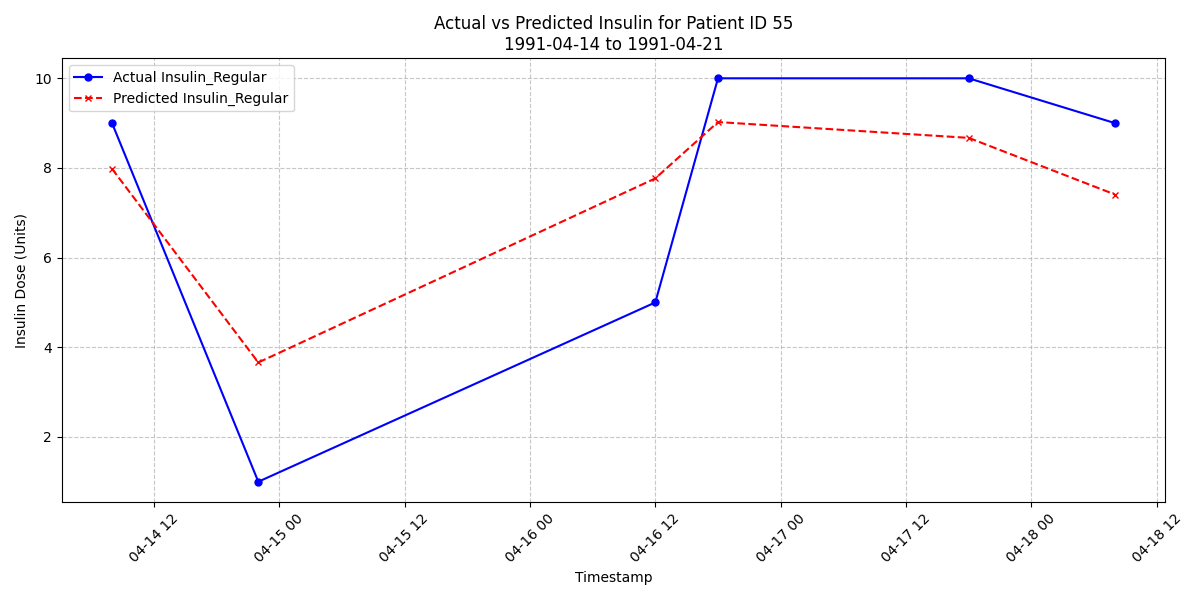 Actual vs Predicted Insulin for Patient ID 55
1991-04-14 to 1991-04-21
Actual Insulin_Regular
Predicted Insulin_Regular
Insulin Dose (Units)
10
8
6
4
2
04-14 12
04-15 00
04-15 12
04-16 00
04-16 12
04-17 00
04-17 12
04-18 00
04-18 12
Timestamp